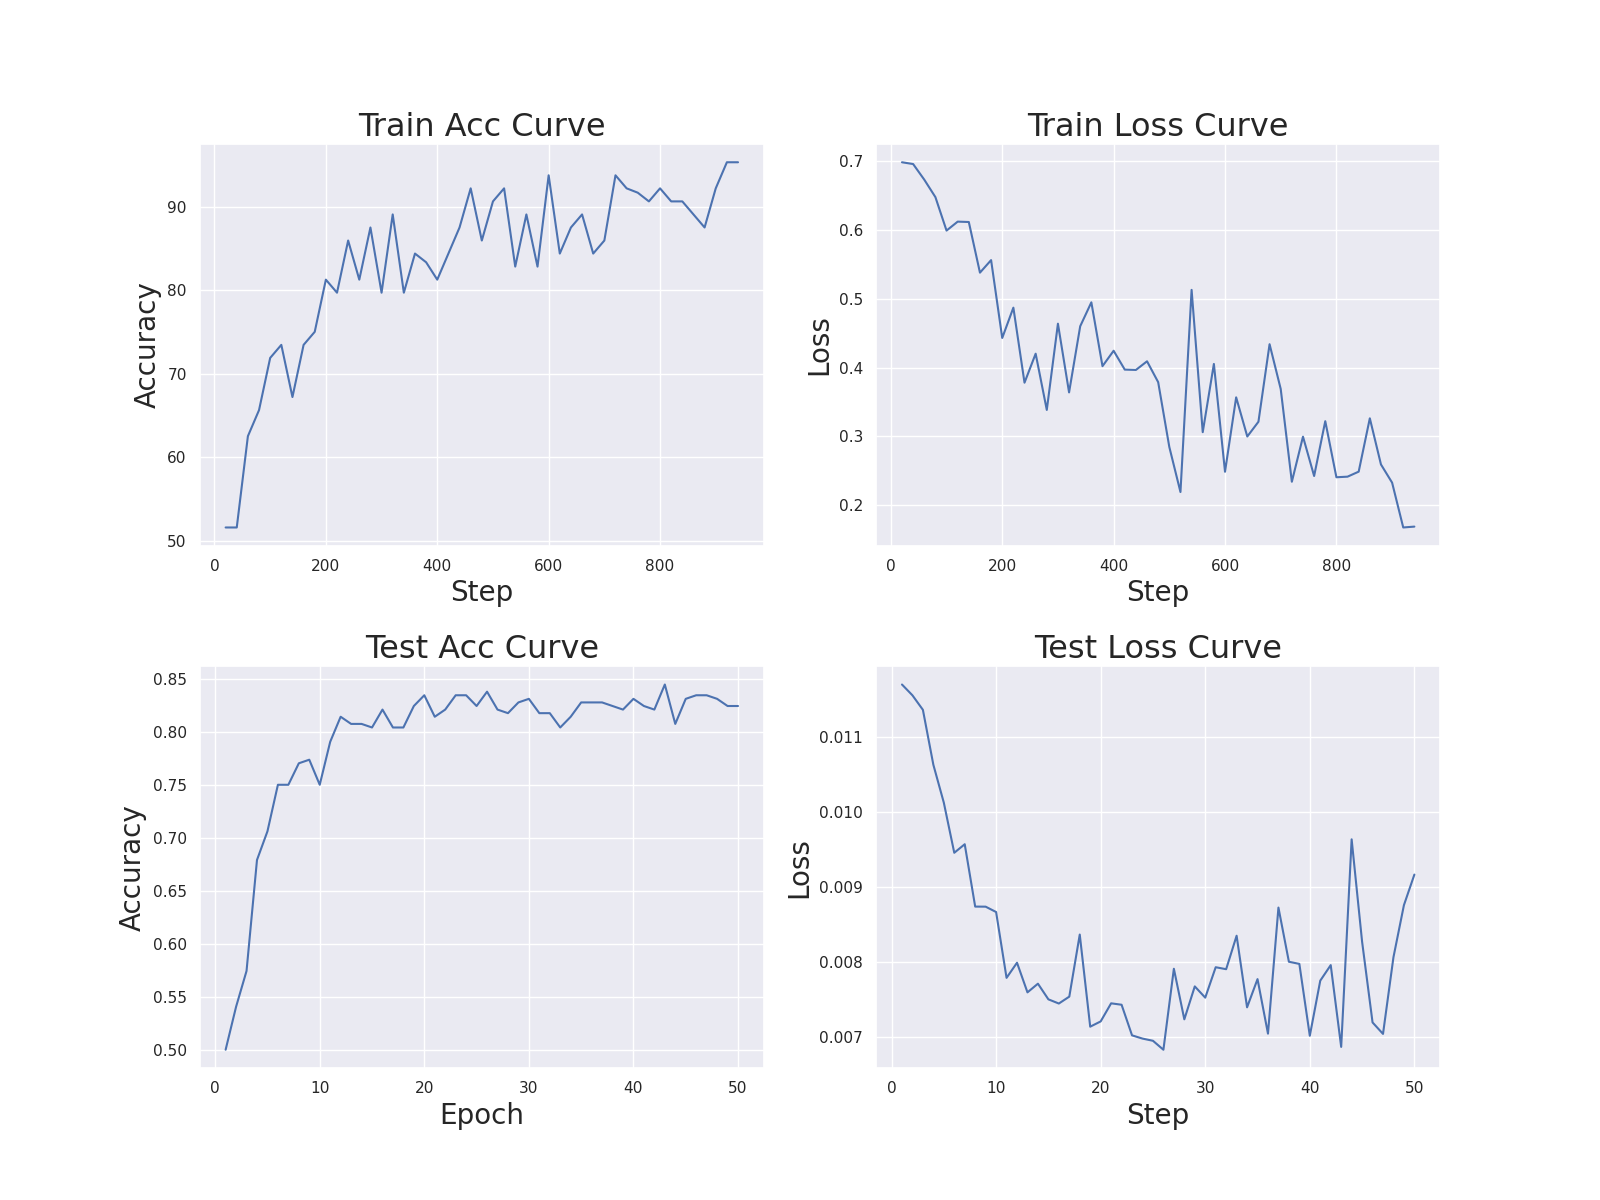 Train Acc Curve
Accuracy
90
80
70
60
50
0 200 400 600 800
Step
Train Loss Curve
Loss
0.7
0.6
0.5
0.4
0.3
0.2
0 200 400 600 800
Step
Test Acc Curve
Accuracy
0.85
0.80
0.75
0.70
0.65
0.60
0.55
0.50
0 10 20 30 40 50
Epoch
Test Loss Curve
Loss
0.011
0.010
0.009
0.008
0.007
0 10 20 30 40 50
Step